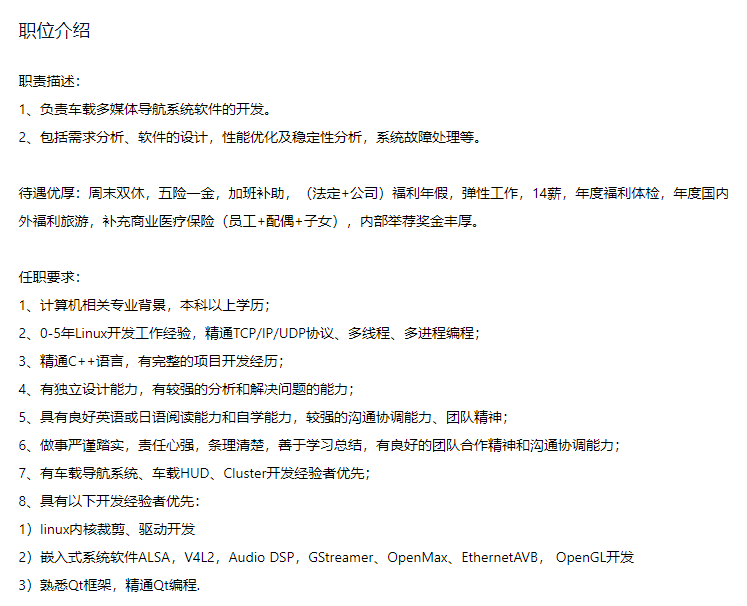 职位介绍
职责描述：
1、负责车载多媒体导航系统软件的开发。
2、包括需求分析、软件的设计，性能优化及稳定性分析，系统故障处理等。
待遇优厚：周末双休，五险一金，加班补助，（法定+公司）福利年假，弹性工作，14薪，年度福利体检，年度国内
外福利旅游，补充商业医疗保险（员工+配偶+子女），内部举荐奖金丰厚。
任职要求：
1、计算机相关专业背景，本科以上学历；
2、0-5年Linux开发工作经验，精通TCP/IP/UDP协议、多线程、多进程编程；
3、精通C++语言，有完整的项目开发经历；
4、有独立设计能力，有较强的分析和解决问题的能力；
5、具有良好英语或日语阅读能力和自学能力，较强的沟通协调能力、团队精神；
6、做事严谨踏实，责任心强，条理清楚，善于学习总结，有良好的团队合作精神和沟通协调能力；
7、有车载导航系统、车载HUD、Cluster开发经验者优先；
8、具有以下开发经验者优先：
1）linux内核裁剪、驱动开发
2）嵌入式系统软件ALSA，V4L2，Audio DSP，GStreamer、OpenMax、EthernetAVB， OpenGL开发
3）熟悉Qt框架，精通Qt编程.